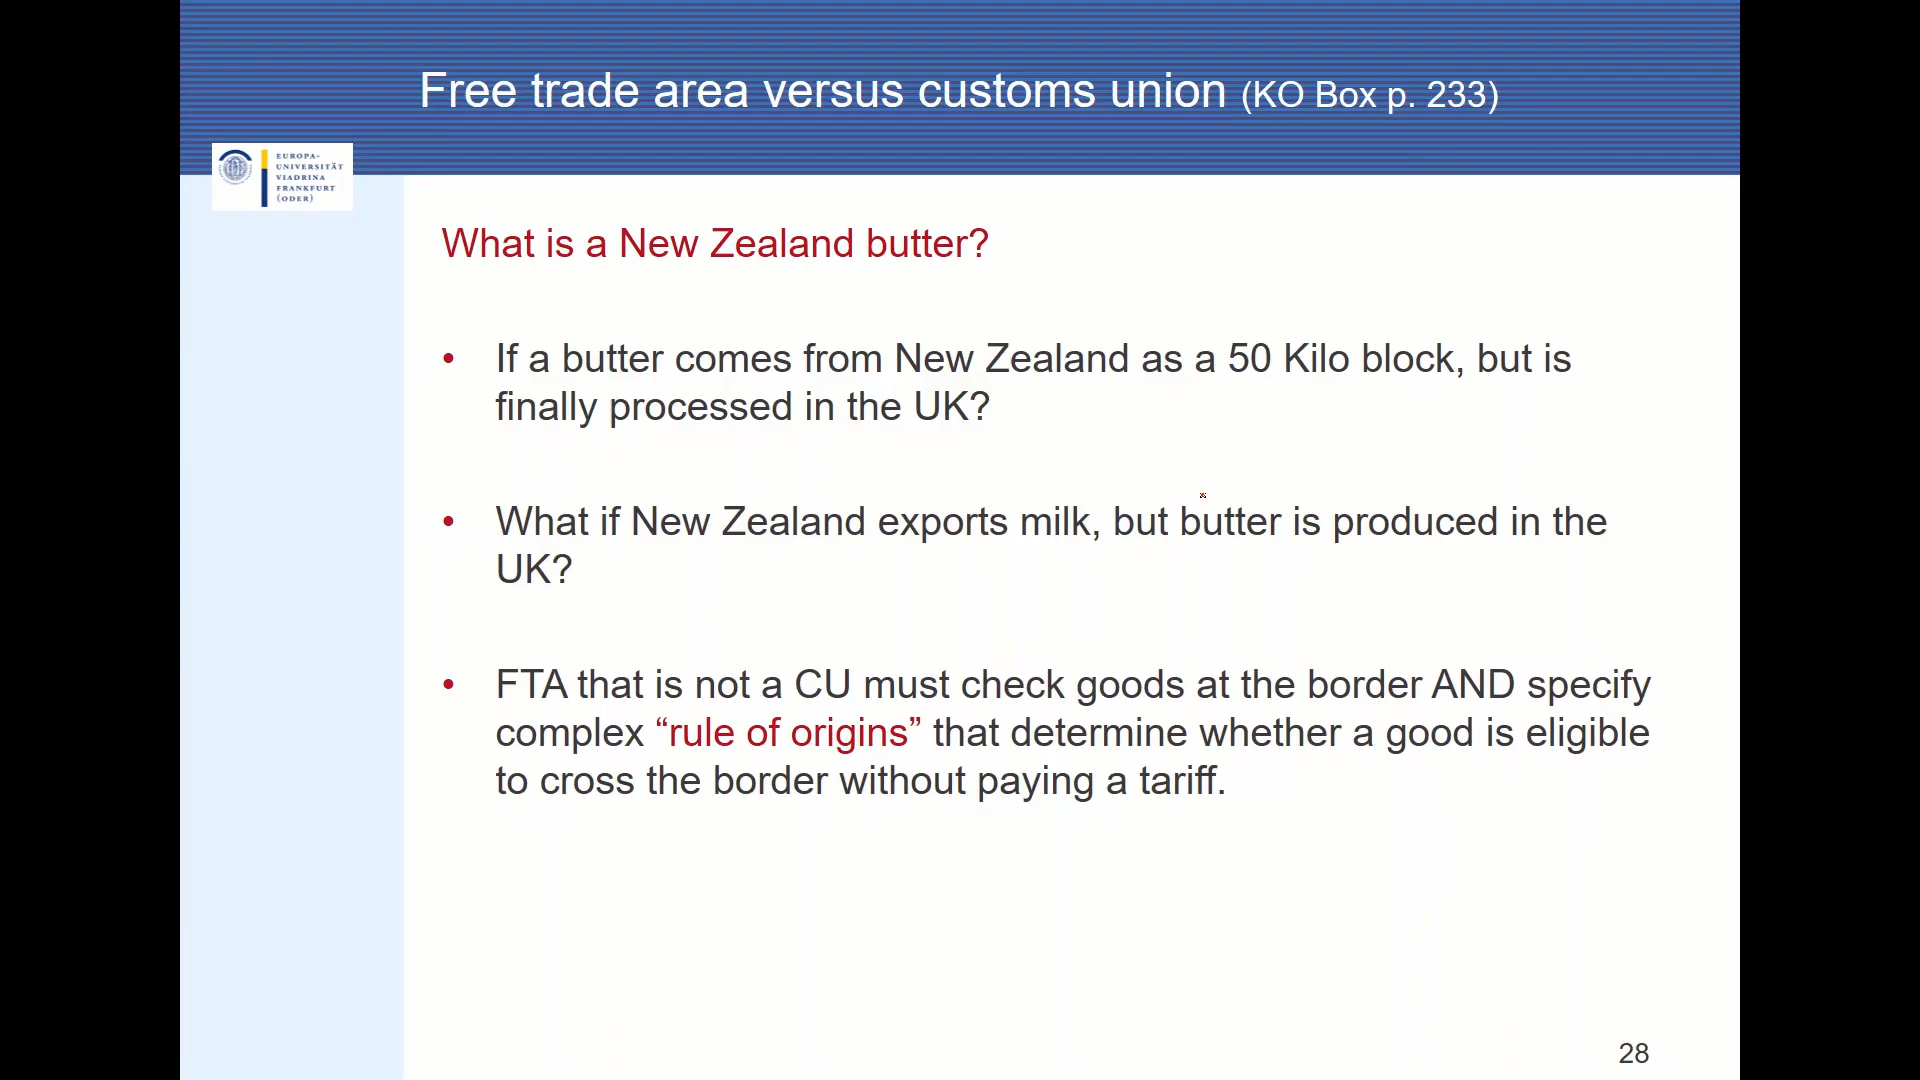 Free trade area versus customs union (KO Box p. 233)
EUROPA-
UNIVERSITÄT
VIADRINA
FRANKFURT
(ODER)
What is a New Zealand butter?
• If a butter comes from New Zealand as a 50 Kilo block, but is
finally processed in the UK?
• What if New Zealand exports milk, but butter is produced in the
UK?
• FTA that is not a CU must check goods at the border AND specify
complex “rule of origins” that determine whether a good is eligible
to cross the border without paying a tariff.
28